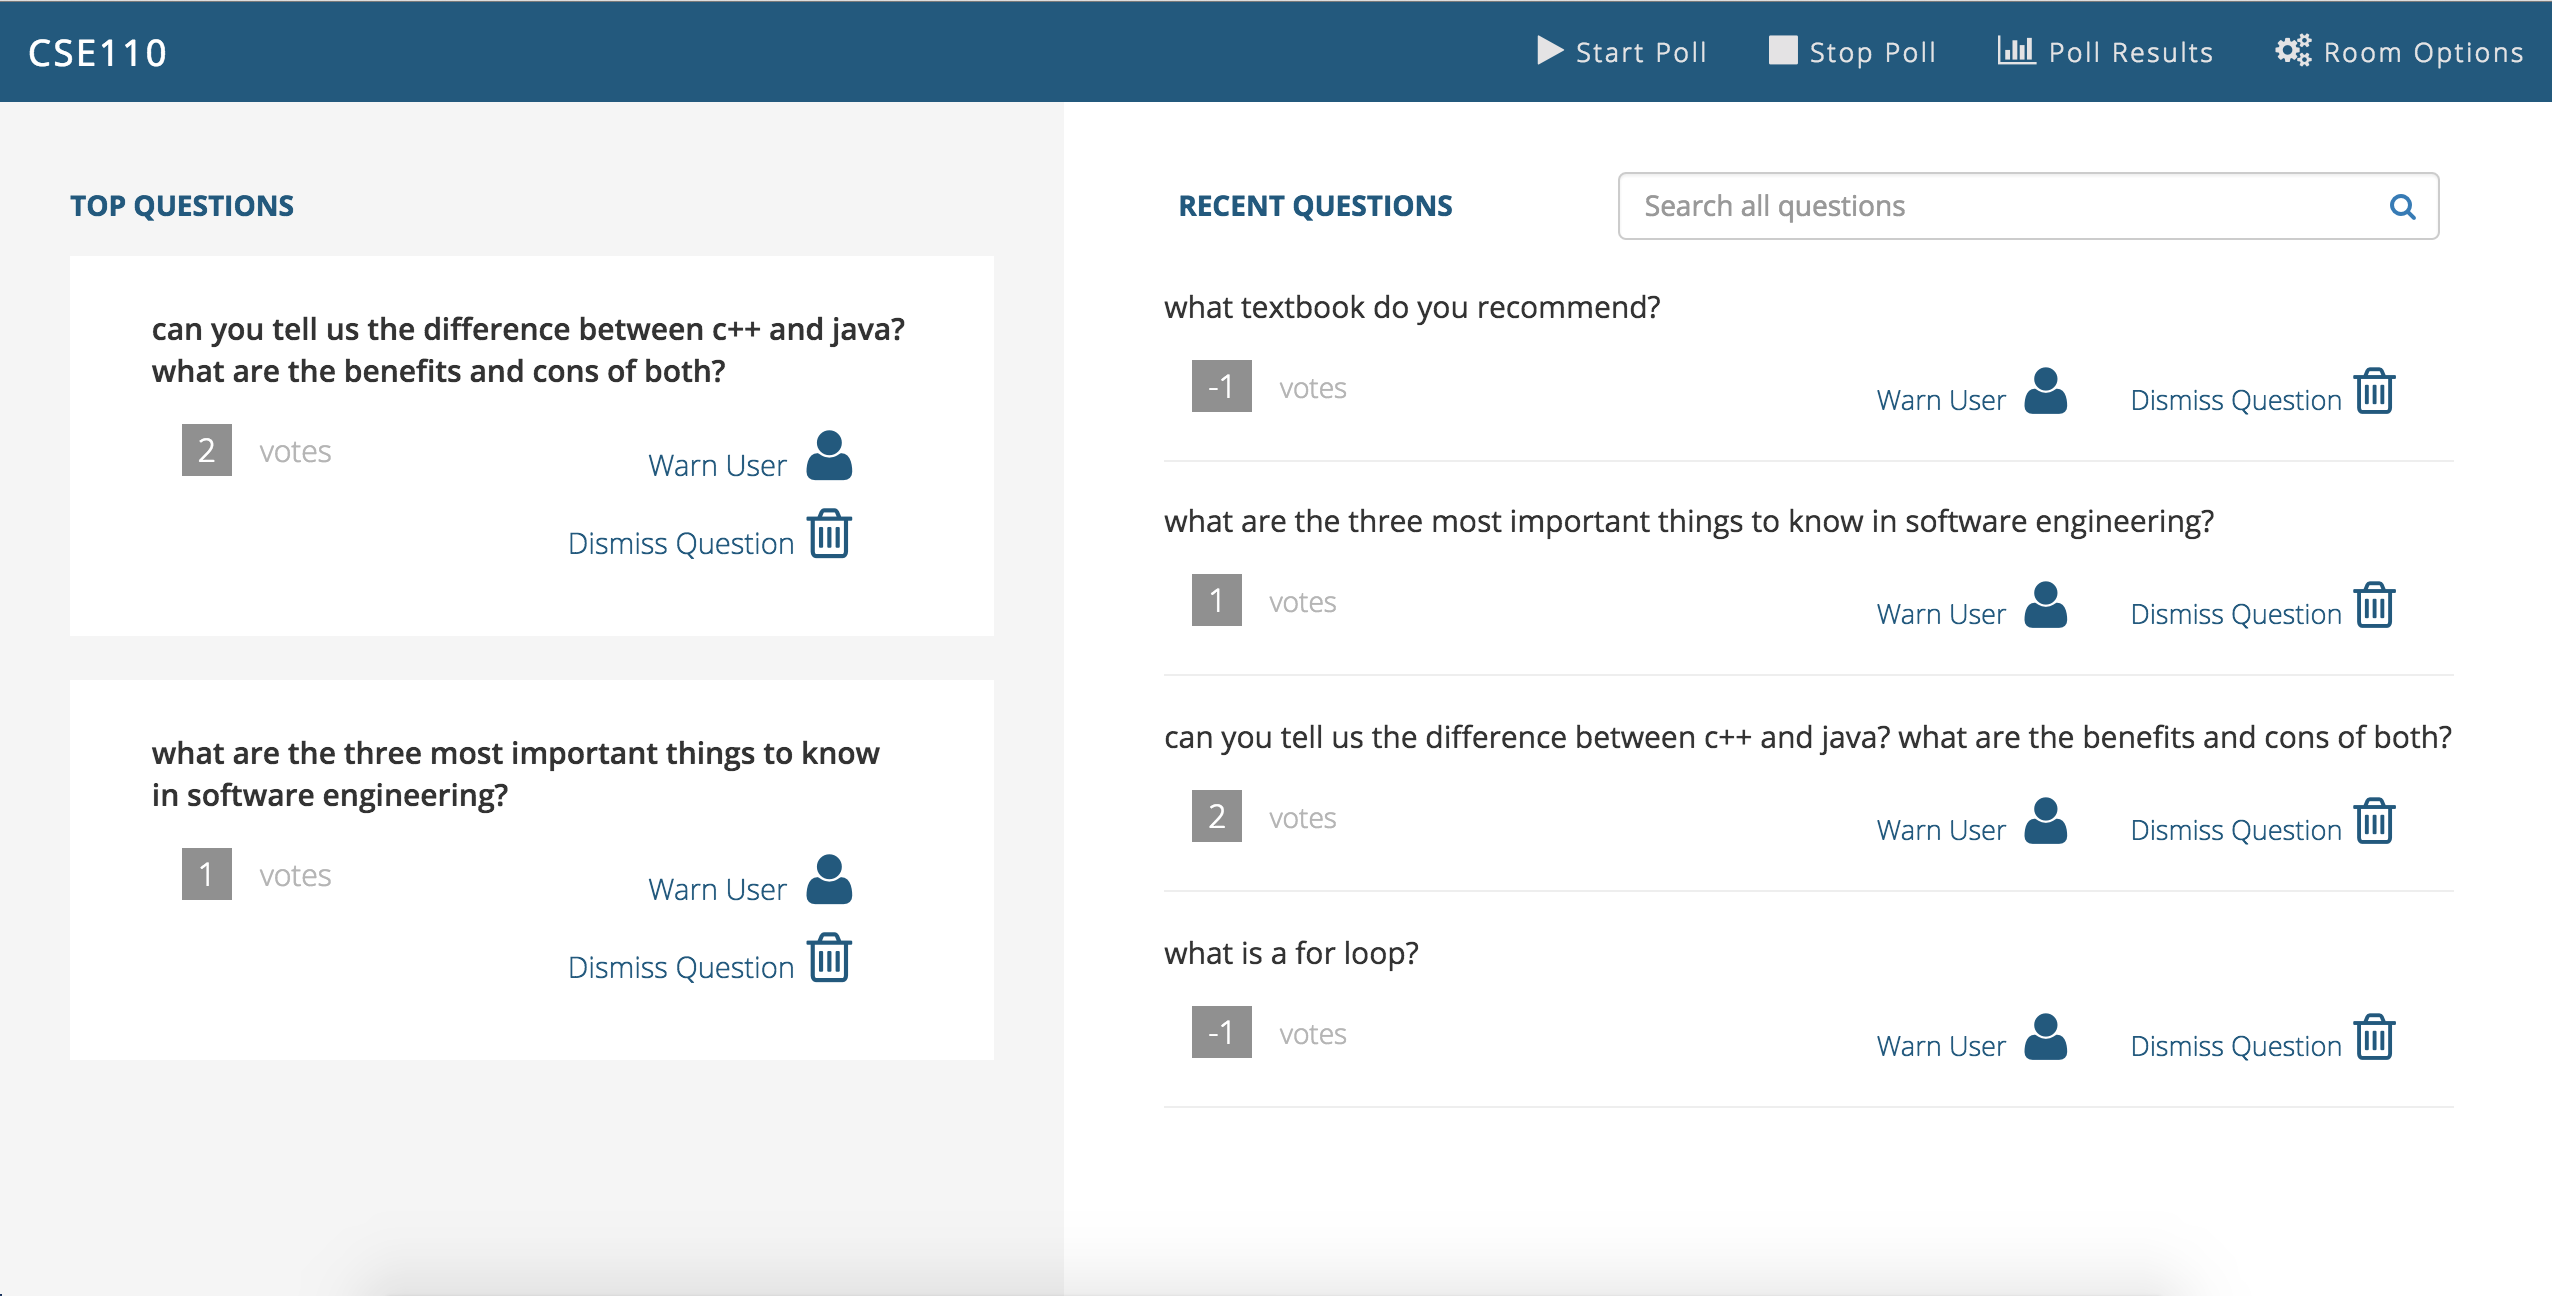 CSE110
Start Poll
Stop Poll
Poll Results
Room Options
TOP QUESTIONS
can you tell us the difference between c++ and java?
what are the benefits and cons of both?
2 votes
Warn User
Dismiss Question
what are the three most important things to know
in software engineering?
1 votes
Warn User
Dismiss Question
RECENT QUESTIONS
Search all questions
what textbook do you recommend?
-1 votes
Warn User
Dismiss Question
what are the three most important things to know in software engineering?
1 votes
Warn User
Dismiss Question
can you tell us the difference between c++ and java? what are the benefits and cons of both?
2 votes
Warn User
Dismiss Question
what is a for loop?
-1 votes
Warn User
Dismiss Question